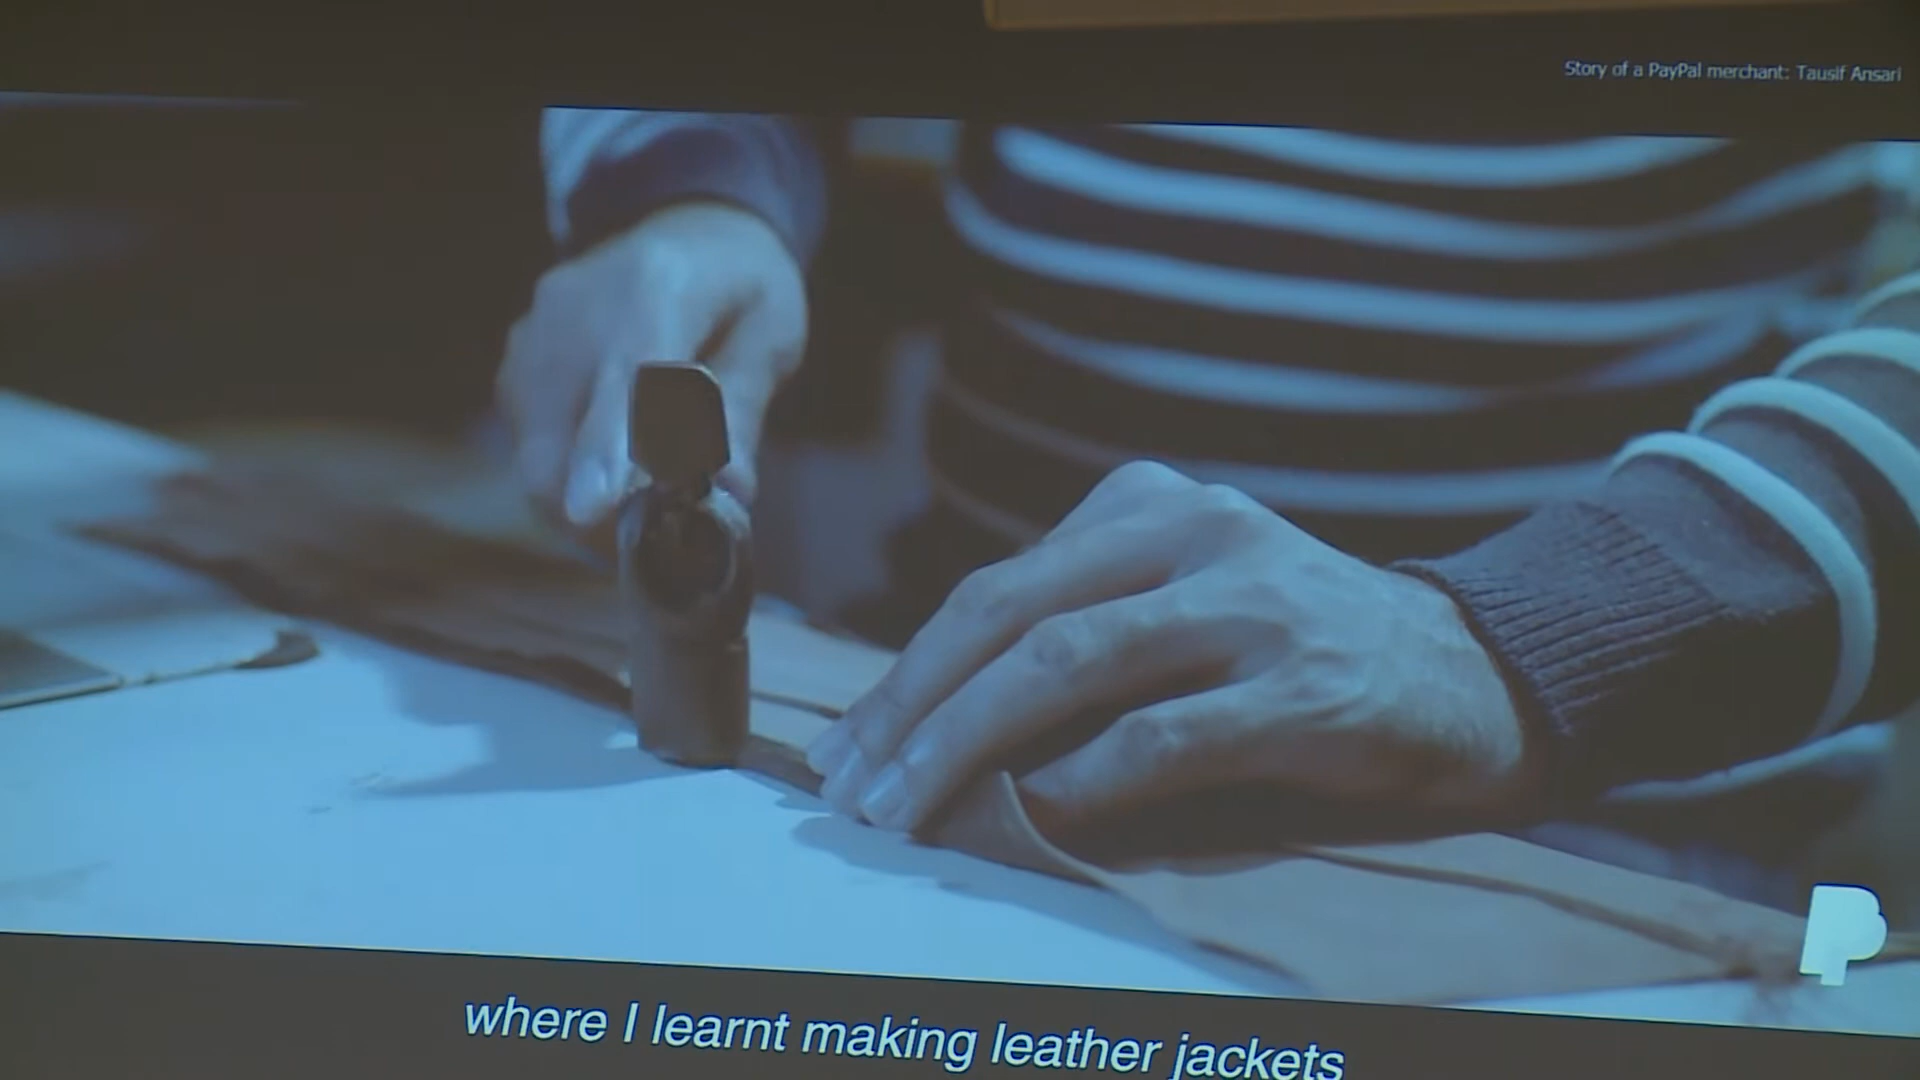 Story of a PayPal merchant: Tausif Ansari
where I learnt making leather jackets